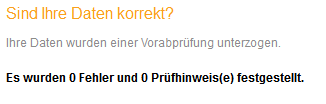 Sind Ihre Daten korrekt?
Ihre Daten wurden einer Vorabprüfung unterzogen.
Es wurden 0 Fehler und 0 Prüfhinweis(e) festgestellt.